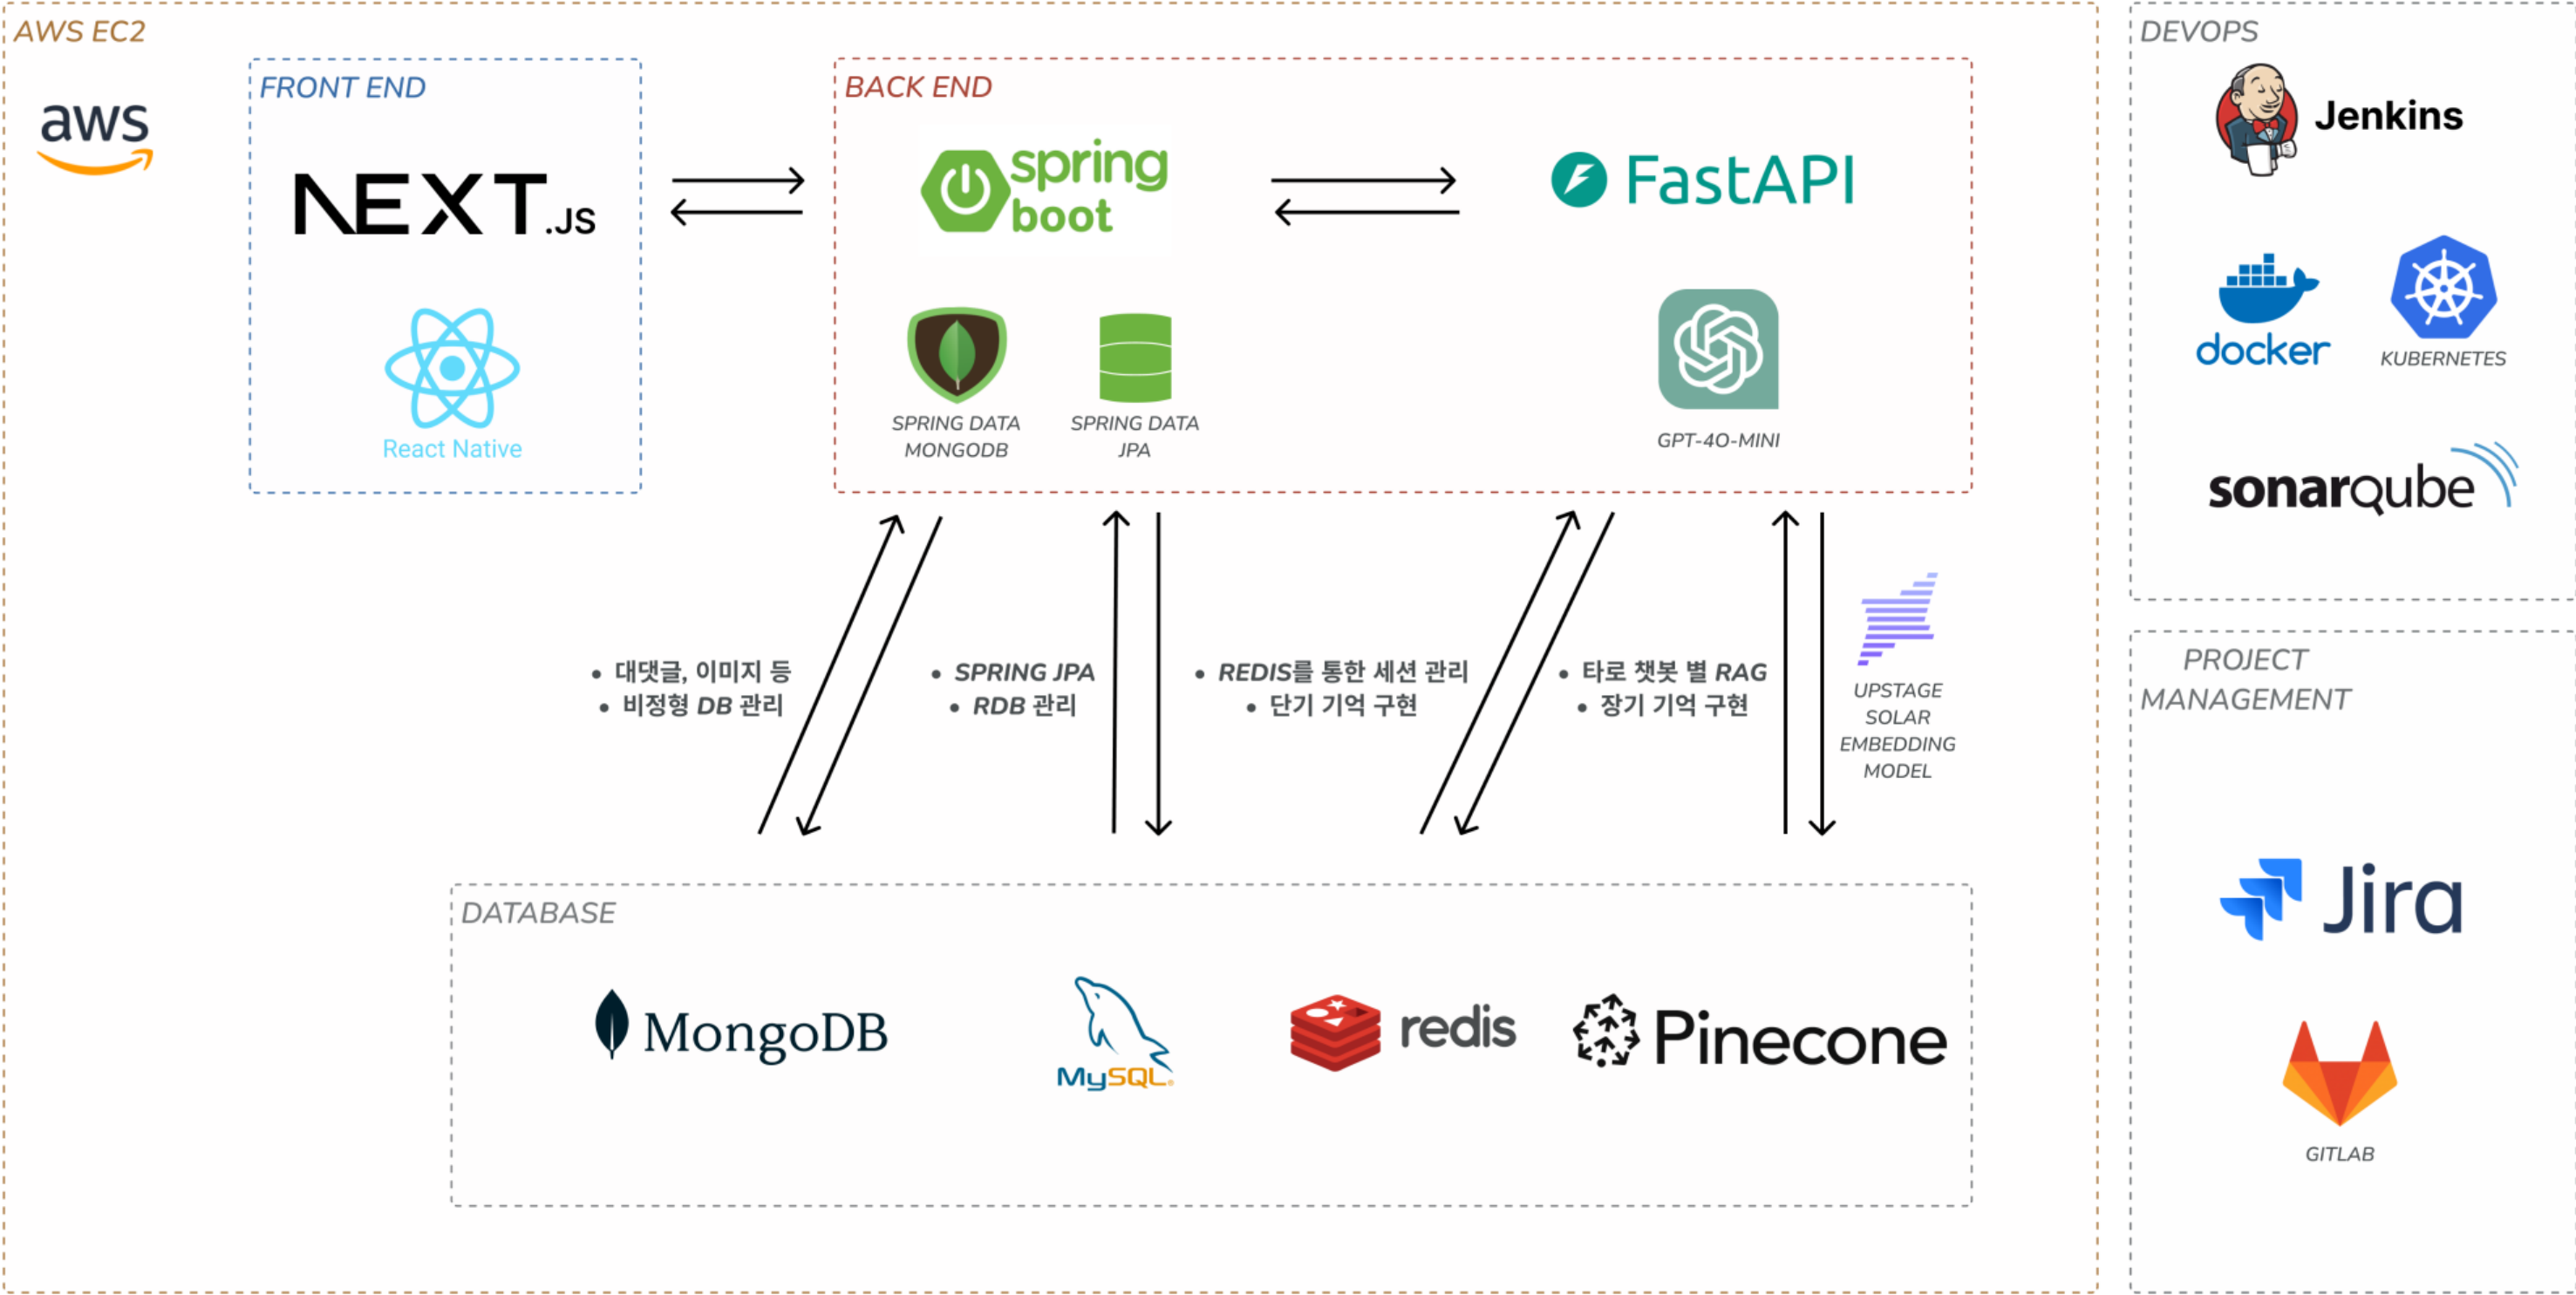 AWS EC2
aws
FRONT END
NEXT.JS
React Native
BACK END
spring
boot
FastAPI
SPRING DATA
MONGODB
SPRING DATA
JPA
GPT-4O-MINI
• 대댓글, 이미지 등
• 비정형 DB 관리
• SPRING JPA
• RDB 관리
• REDIS를 통한 세션 관리
• 단기 기억 구현
• 타로 챗봇 별 RAG
• 장기 기억 구현
UPSTAGE
SOLAR
EMBEDDING
MODEL
DATABASE
MongoDB
MySQL®
redis
Pinecone
DEVOPS
Jenkins
docker
KUBERNETES
sonarqube
PROJECT
MANAGEMENT
Jira
GITLAB